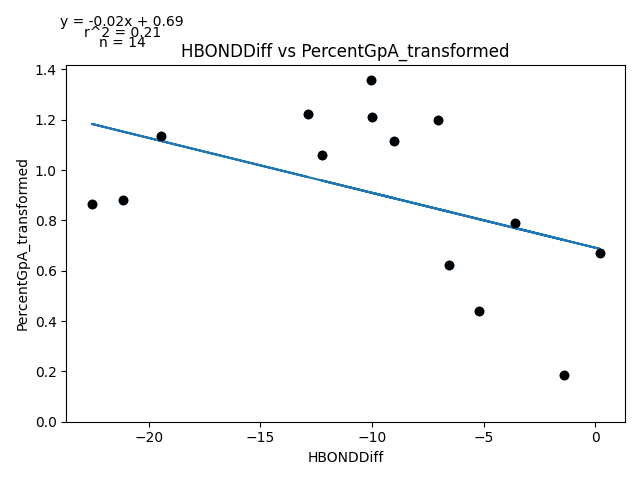 y = -0.02x + 0.69
r^2 = 0.21
n = 14
HBONDDiff vs PercentGpA_transformed
PercentGpA_transformed
1.4
1.2
1.0
0.8
0.6
0.4
0.2
0.0
−20
−15
−10
−5
0
HBONDDiff